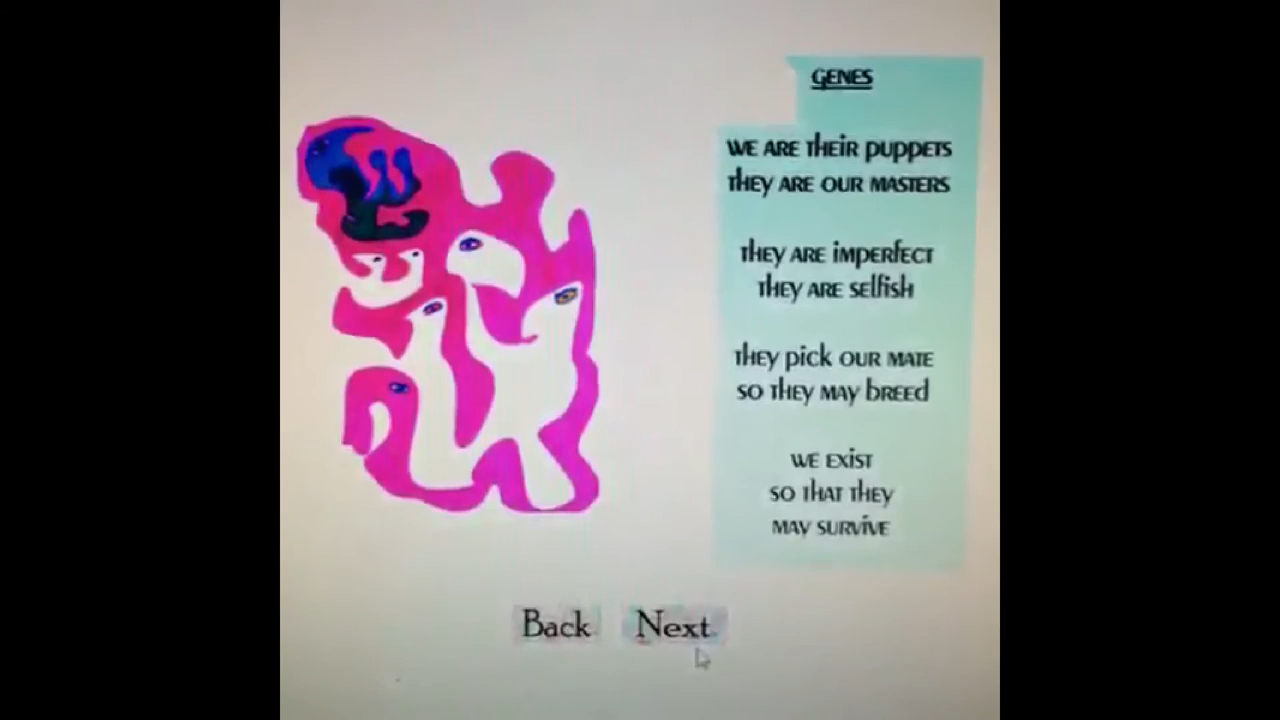 GENES
WE ARE THEIR PUPPETS
THEY ARE OUR MASTERS
THEY ARE IMPERFECT
THEY ARE SELFISH
THEY PICK OUR MATE
SO THEY MAY BREED
WE EXIST
SO THAT THEY
MAY SURVIVE
Back Next